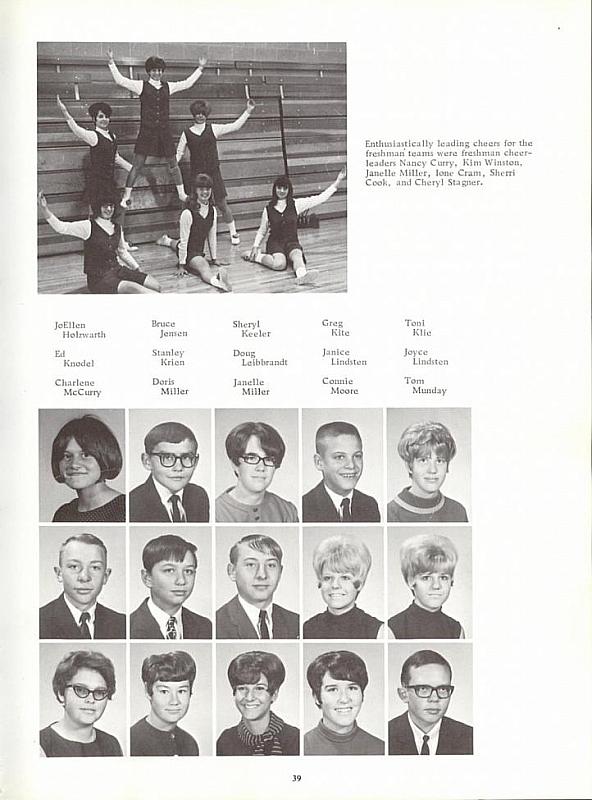 Enthusiastically leading cheers for the
freshman teams were freshman cheer-
leaders Nancy Curry, Kim Winston,
Janelle Miller, Ione Cram, Sherri
Cook, and Cheryl Stagner.
JoEllen Bruce Sheryl Greg Toni
Holzwarth Jensen Keeler Kite Klie
Ed Stanley Doug Janice Joyce
Knodel Krien Leibbrandt Lindsten Lindsten
Charlene Doris Janelle Connie Tom
McCurry Miller Miller Moore Munday
39